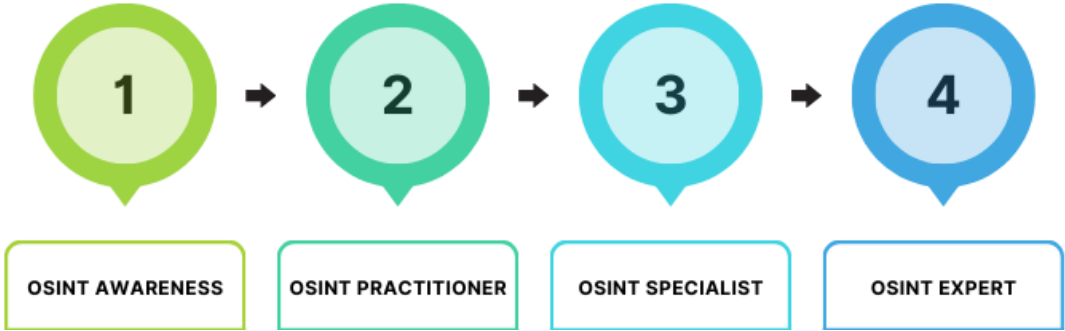 1
2
3
4
OSINT AWARENESS
OSINT PRACTITIONER
OSINT SPECIALIST
OSINT EXPERT